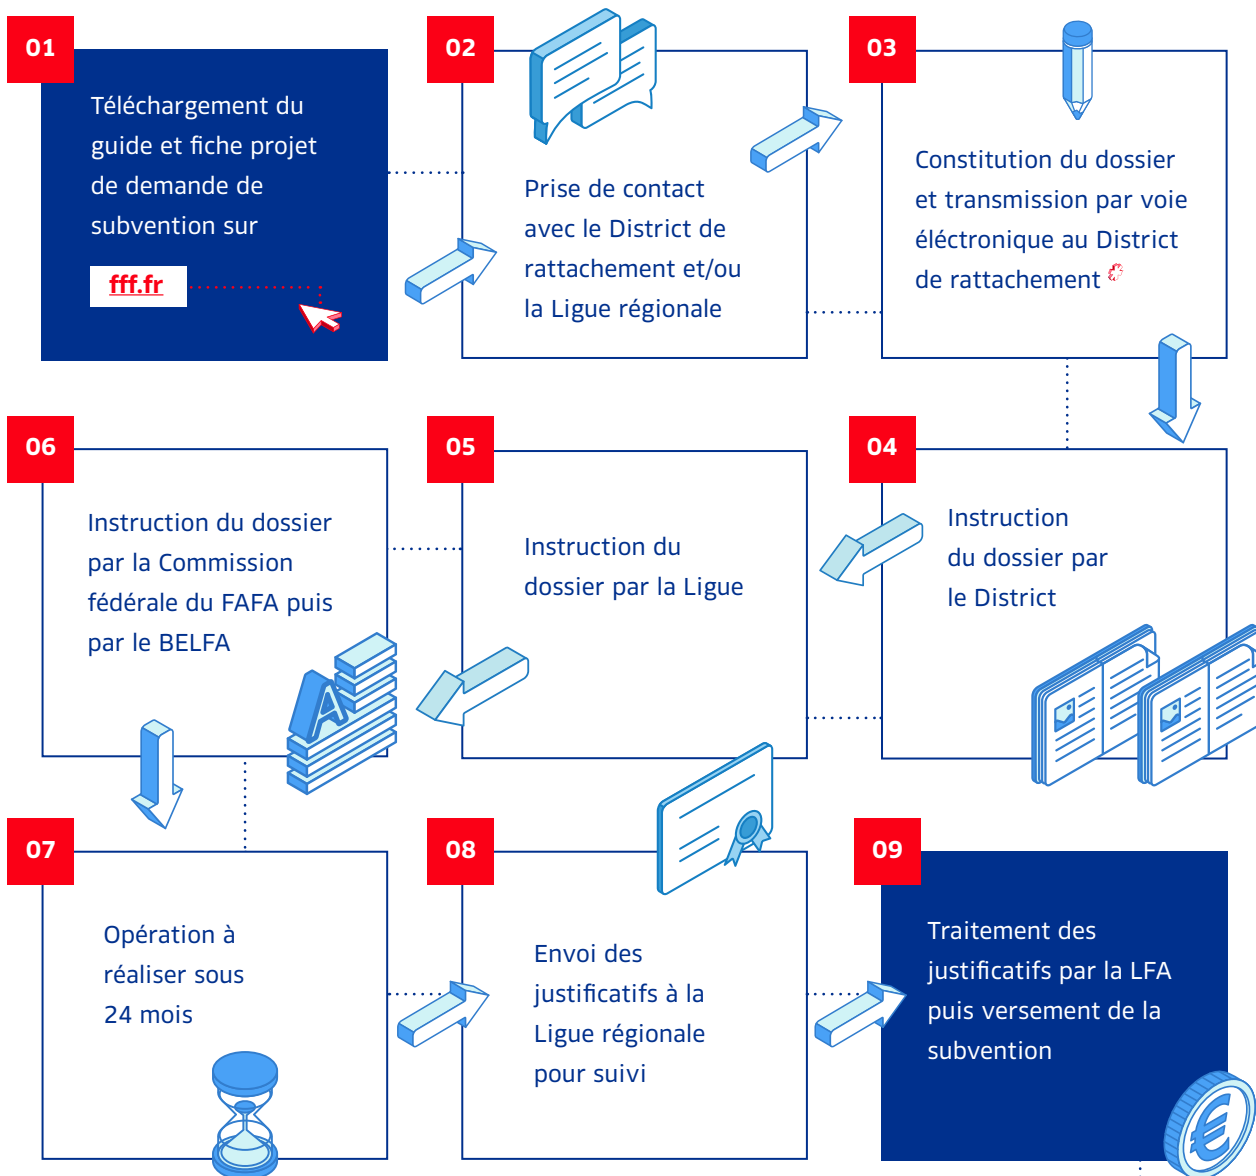 01
Téléchargement du
guide et fiche projet
de demande de
subvention sur
fff.fr
02
Prise de contact
avec le District de
rattachement et/ou
la Ligue régionale
03
Constitution du dossier
et transmission par voie
éléctronique au District
de rattachement
04
Instruction
du dossier par
le District
05
Instruction du
dossier par la Ligue
06
Instruction du dossier
par la Commission
fédérale du FAFA puis
par le BELFA
A
07
Opération à
réaliser sous
24 mois
08
Envoi des
justificatifs à la
Ligue régionale
pour suivi
09
Traitement des
justificatifs par la LFA
puis versement de la
subvention
€